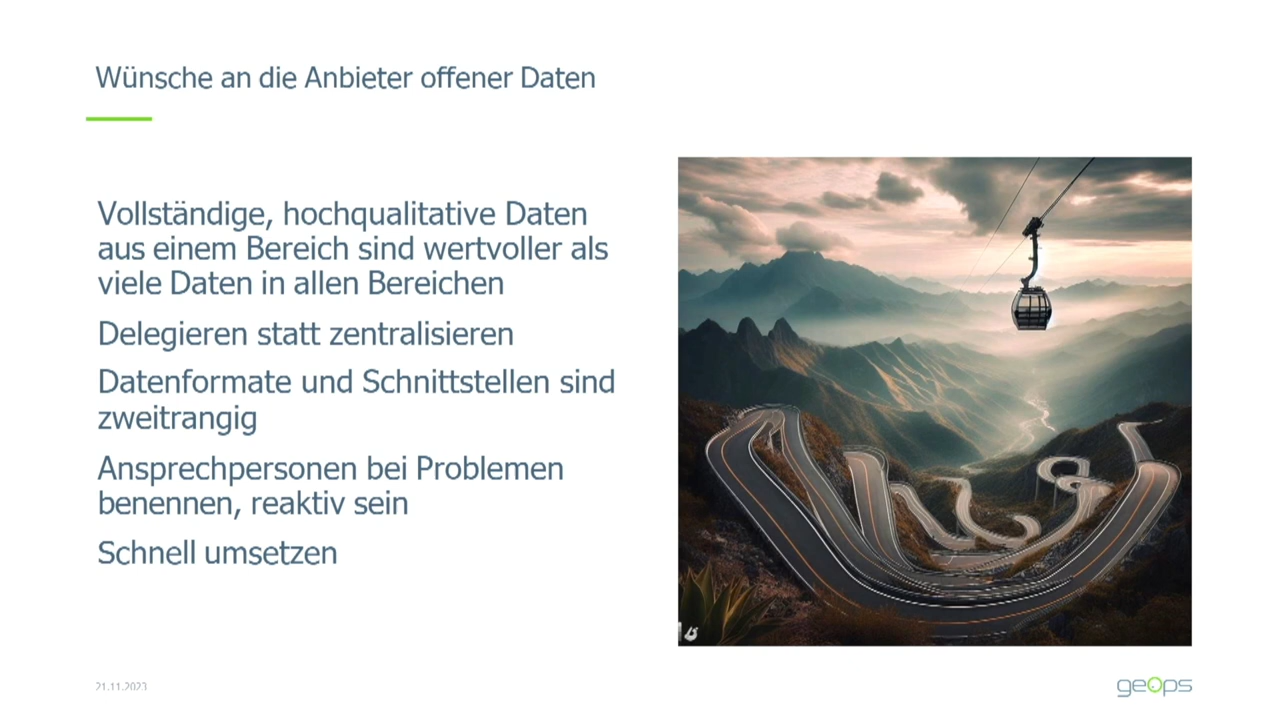 Wünsche an die Anbieter offener Daten
Vollständige, hochqualitative Daten
aus einem Bereich sind wertvoller als
viele Daten in allen Bereichen
Delegieren statt zentralisieren
Datenformate und Schnittstellen sind
zweitrangig
Ansprechpersonen bei Problemen
benennen, reaktiv sein
Schnell umsetzen
21.11.2023
geOps